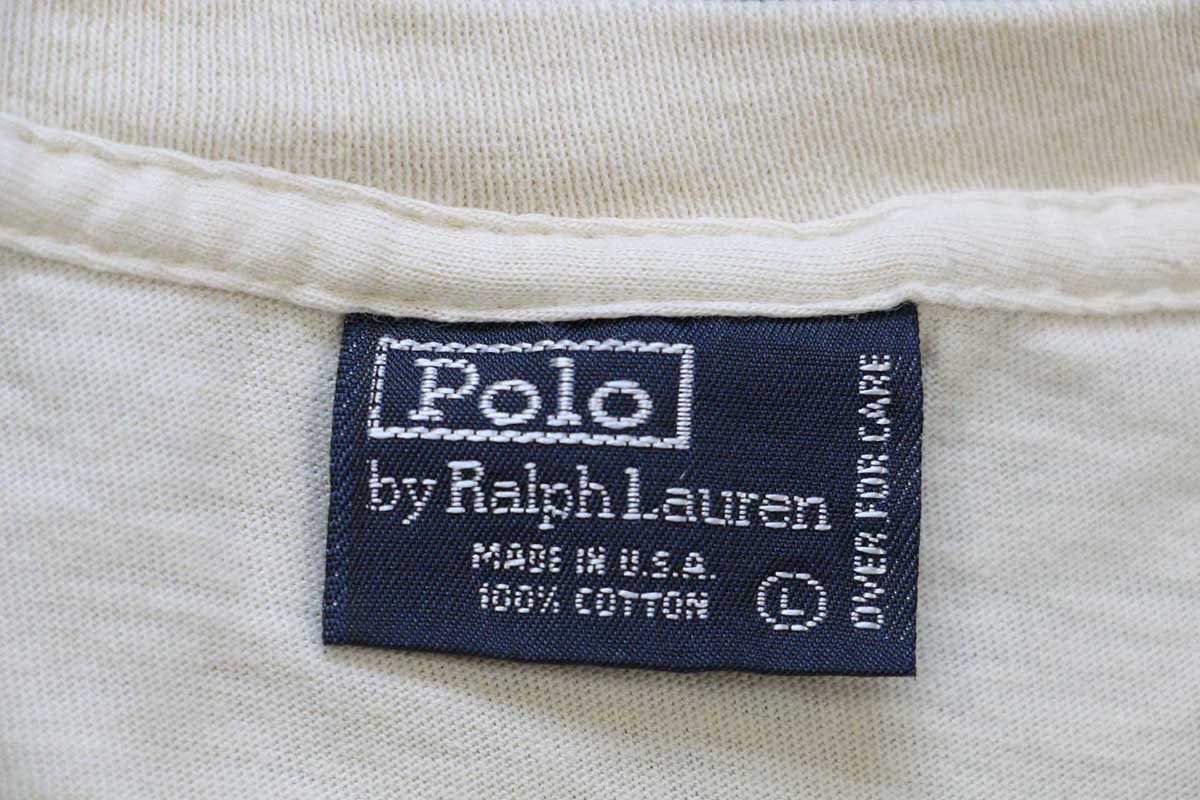 Polo
by Ralph Lauren
MADE IN U.S.A.
100% COTTON
L
OVER FOR CARE